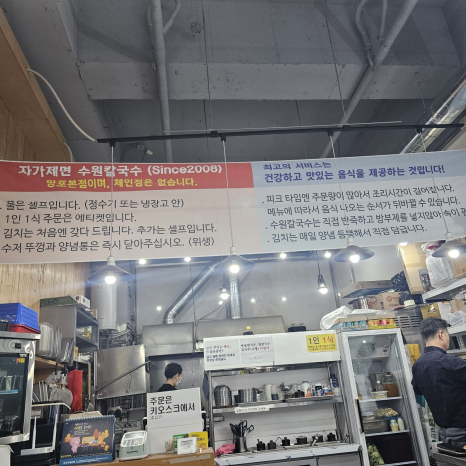 자가제면 수원칼국수 (Since2008)
망포본점이며, 체인점은 없습니다.
. 물은 셀프입니다. (정수기 또는 냉장고 안)
. 1인 1식 주문은 에티켓입니다.
. 김치는 처음엔 갖다 드립니다. 추가는 셀프입니다.
수저 뚜껑과 양념통은 즉시 닫아주십시오. (위생)
최고의 서비스는
건강하고 맛있는 음식을 제공하는 것입니다!
. 피크 타임엔 주문량이 많아서 조리시간이 길어집니다.
메뉴에 따라서 음식 나오는 순서가 뒤바뀔 수 있습니다.
. 수원칼국수는 직접 반죽하고 방부제를 넣지않아 속이
. 김치는 매일 양념 등 직접 담급니다.
1인 1식
주문은
키오스크에서